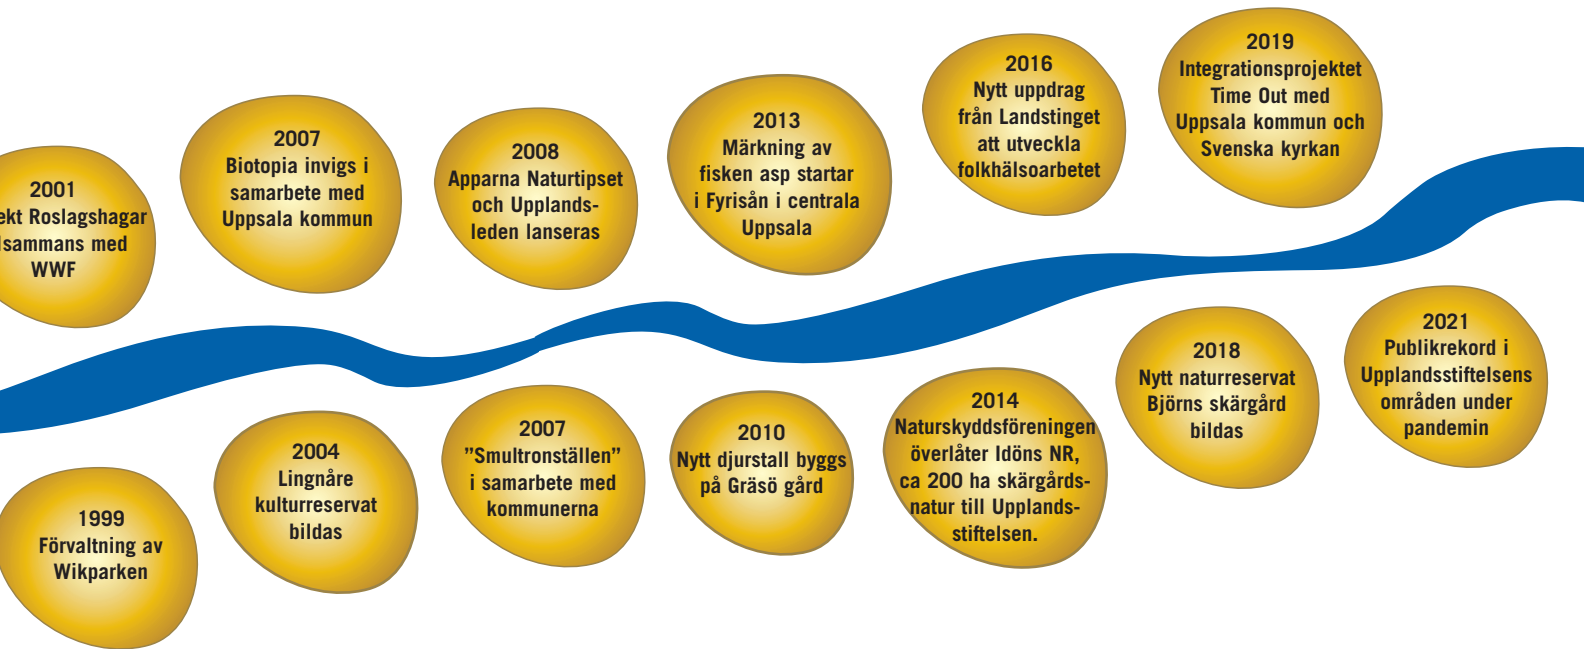 2001
Roslagshagar
med
WWF
2007
Biotopia invigs i
samarbete med
Uppsala kommun
2008
Apparna Naturtipset
och Upplands-
leden lanseras
2013
Märkning av
fisken asp startar
i Fyrisån i centrala
Uppsala
2016
Nytt uppdrag
från Landstinget
att utveckla
folkhälsoarbetet
2019
Integrationsprojektet
Time Out med
Uppsala kommun och
Svenska kyrkan
1999
Förvaltning av
Wikparken
2004
Lingnåre
kulturreservat
bildas
2007
”Smultronställen”
i samarbete med
kommunerna
2010
Nytt djurstall byggs
på Gräsö gård
2014
Naturskyddsföreningen
överlåter Idöns NR,
ca 200 ha skärgårds-
natur till Upplands-
stiftelsen.
2018
Nytt naturreservat
Björns skärgård
bildas
2021
Publikrekord i
Upplandsstiftelsens
områden under
pandemin